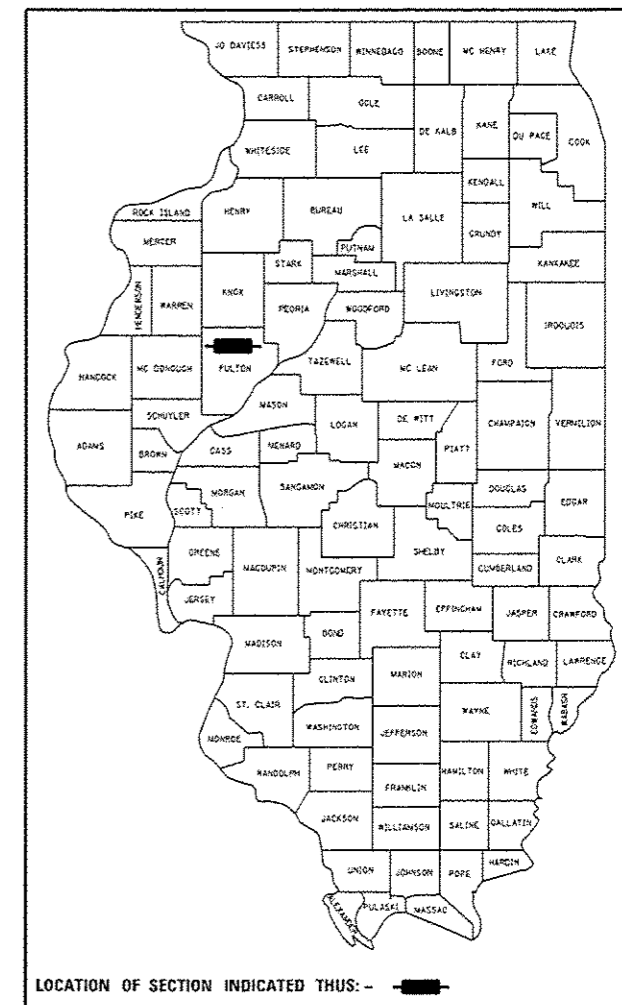 JO DAVIESS STEPHENSON WINNEBAGO BOONE MC HENRY LAKE
CARROLL OGLE DE KALB KANE DU PAGE COOK
WHITESIDE LEE KENDALL WILL
ROCK ISLAND HENRY BUREAU LA SALLE GRUNDY
MERCER PUTNAM KANKAKEE
STARK MARSHALL
HENDERSON WARREN KNOX PEORIA WOODFORD LIVINGSTON IROQUOIS
HANCOCK MC DONOUGH FULTON TAZEWELL MC LEAN FORD
SCHUYLER MASON LOGAN DE WITT CHAMPAIGN VERMILION
ADAMS BROWN CASS MENARD MACON PIATT
PIKE SCOTT MORGAN SANGAMON CHRISTIAN MOULTRIE DOUGLAS EDGAR
COLES
CALHOUN GREENE MACOUPIN MONTGOMERY SHELBY CUMBERLAND CLARK
JERSEY FAYETTE EFFINGHAM JASPER CRAWFORD
MADISON BOND CLAY RICHLAND LAWRENCE
CLINTON MARION
ST. CLAIR WAYNE EDWARDS WABASH
MONROE WASHINGTON JEFFERSON
RANDOLPH PERRY HAMILTON WHITE
FRANKLIN
JACKSON WILLIAMSON SALINE GALLATIN
UNION JOHNSON POPE HARDIN
ALEXANDER PULASKI MASSAC
LOCATION OF SECTION INDICATED THUS: -